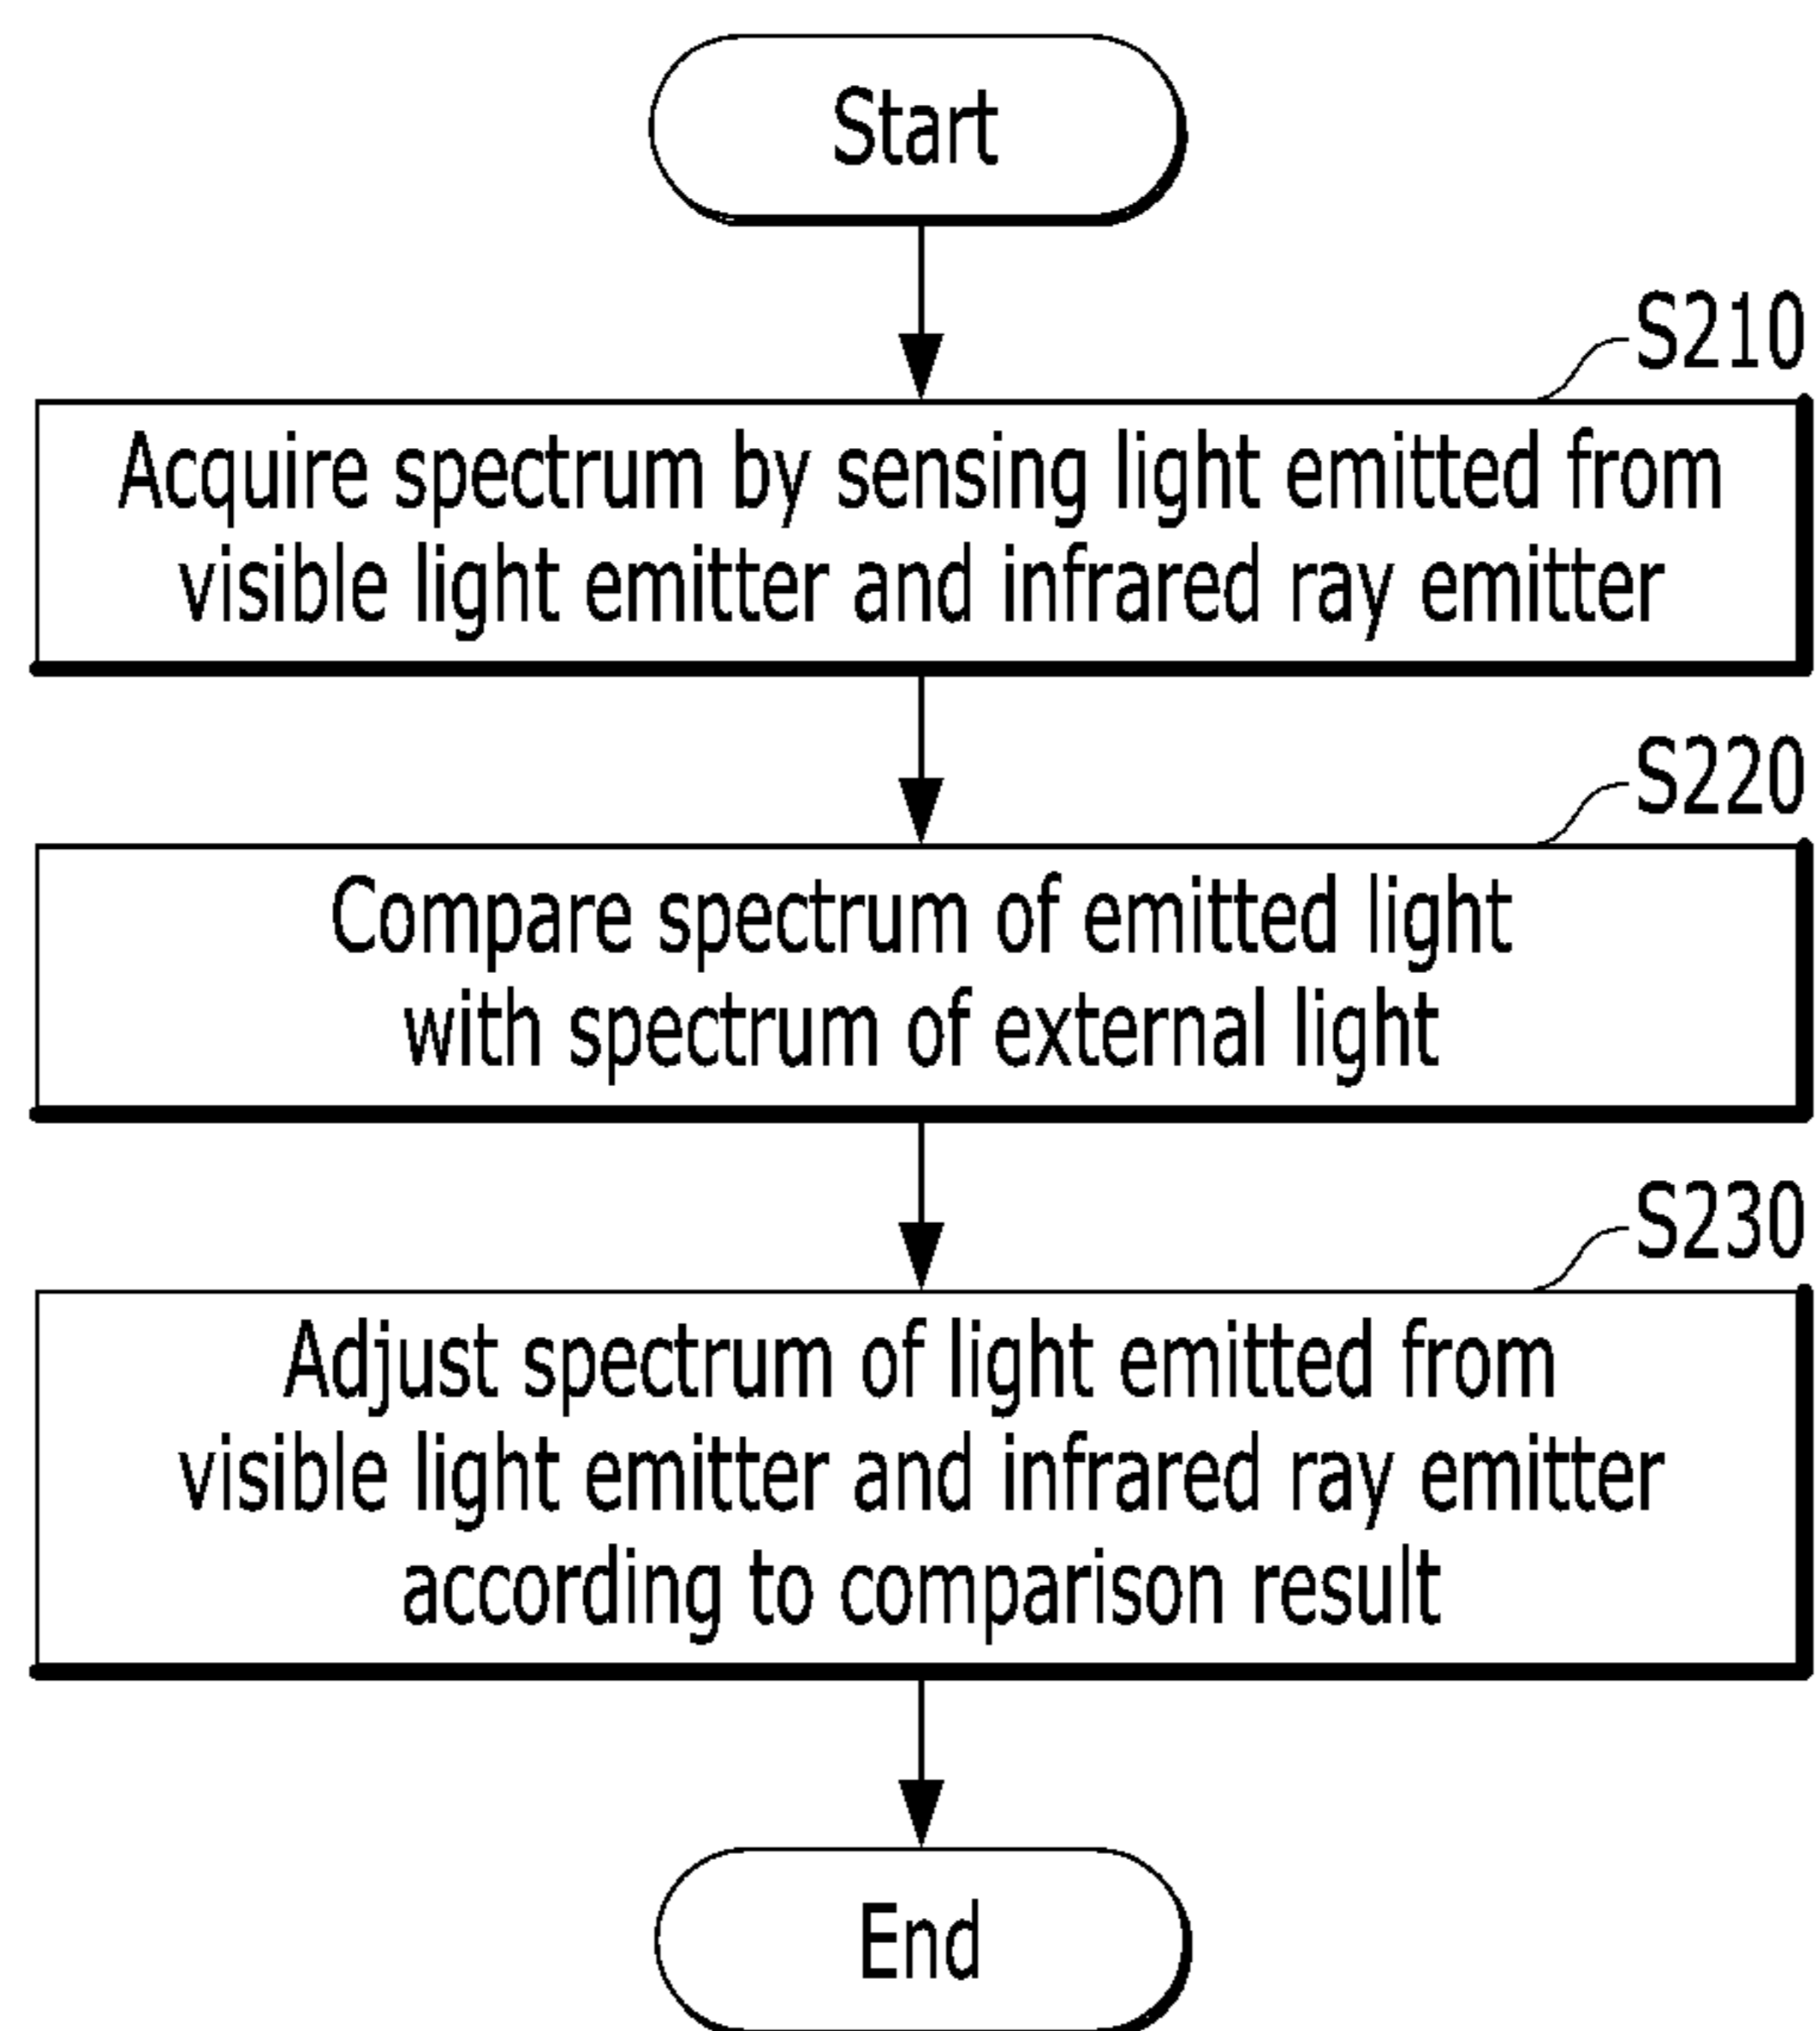 Start
S210
Acquire spectrum by sensing light emitted from
visible light emitter and infrared ray emitter
S220
Compare spectrum of emitted light
with spectrum of external light
S230
Adjust spectrum of light emitted from
visible light emitter and infrared ray emitter
according to comparison result
End